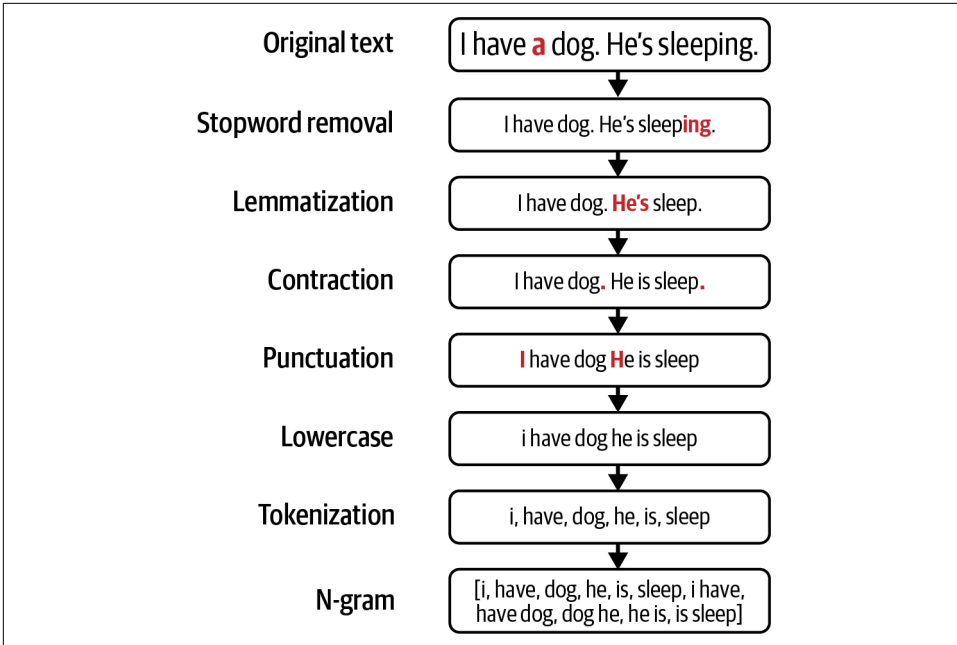 Original text
I have a dog. He's sleeping.
Stopword removal
I have dog. He's sleeping.
Lemmatization
I have dog. He's sleep.
Contraction
I have dog. He is sleep.
Punctuation
I have dog He is sleep
Lowercase
i have dog he is sleep
Tokenization
i, have, dog, he, is, sleep
N-gram
[i, have, dog, he, is, sleep, i have,
have dog, dog he, he is, is sleep]